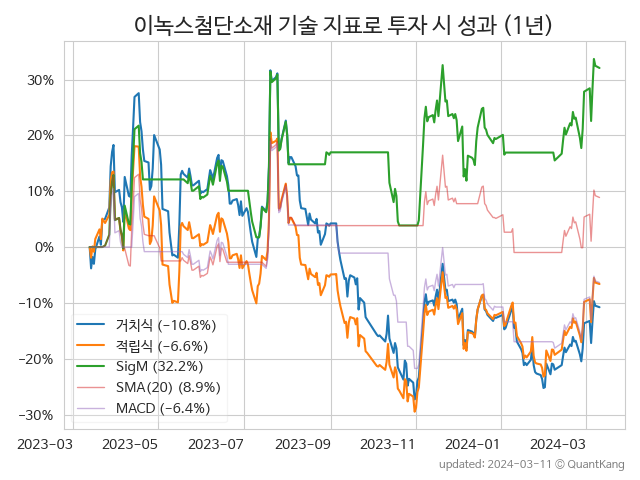 이녹스첨단소재 기술 지표로 투자 시 성과 (1년)
30%
20%
10%
0%
−10%
−20%
−30%
거치식 (−10.8%)
적립식 (−6.6%)
SigM (32.2%)
SMA(20) (8.9%)
MACD (−6.4%)
2023-03 2023-05 2023-07 2023-09 2023-11 2024-01 2024-03
updated: 2024-03-11 ⓒ QuantKang